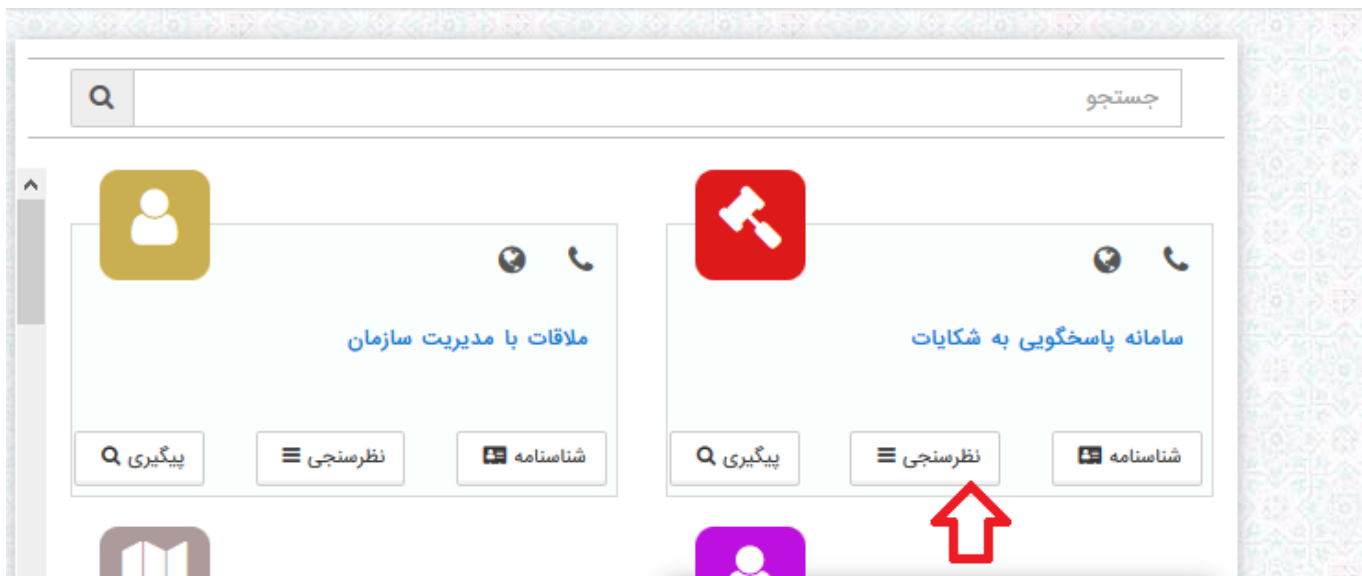 جستجو
سامانه پاسخگویی به شکایات
شناسنامه
نظرسنجی
پیگیری
ملاقات با مدیریت سازمان
شناسنامه
نظرسنجی
پیگیری